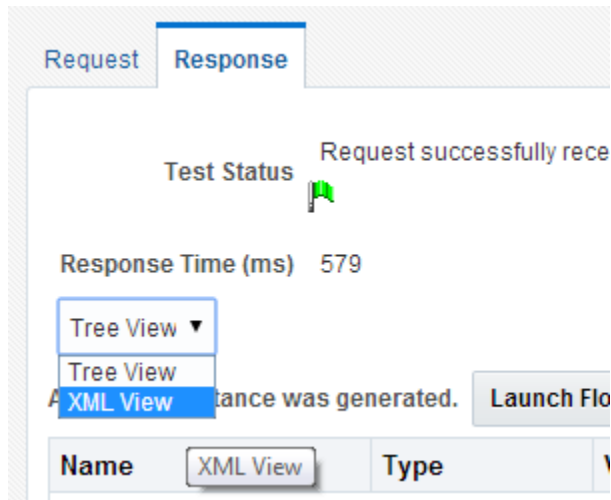 Request Response
Request successfully rece
Test Status
Response Time (ms) 579
Tree View
Tree View
XML View
tance was generated. Launch Flo
Name XML View Type